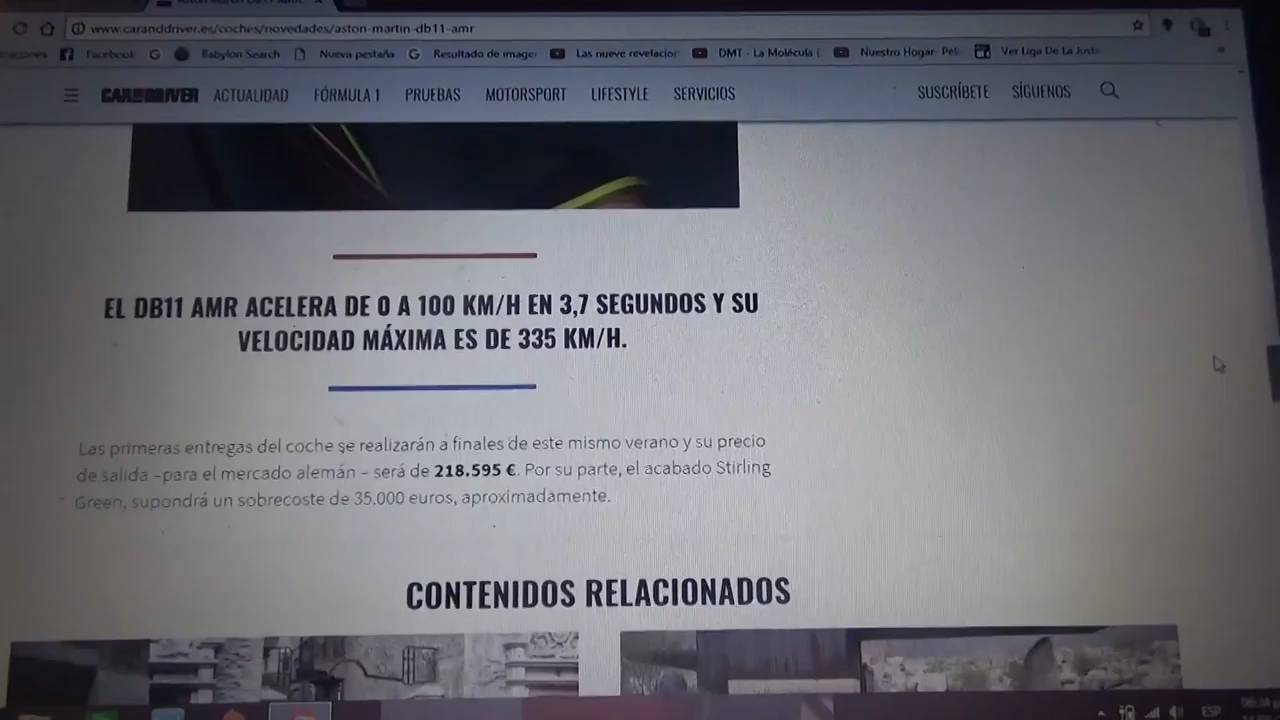 www.caranddriver.es/coches/novedades/aston-martin-db11-amr
Facebook Babylon Search Nueva pestaña Resultado de image Las nueve revelacion DMT - La Molécula Nuestro Hogar- Peli Ver Liga De La Justi
CAR AND DRIVER ACTUALIDAD FÓRMULA 1 PRUEBAS MOTORSPORT LIFESTYLE SERVICIOS SUSCRÍBETE SÍGUENOS
EL DB11 AMR ACELERA DE 0 A 100 KM/H EN 3,7 SEGUNDOS Y SU
VELOCIDAD MÁXIMA ES DE 335 KM/H.
Las primeras entregas del coche se realizarán a finales de este mismo verano y su precio
de salida –para el mercado alemán – será de 218.595 €. Por su parte, el acabado Stirling
Green, supondrá un sobrecoste de 35.000 euros, aproximadamente.
CONTENIDOS RELACIONADOS
ESP